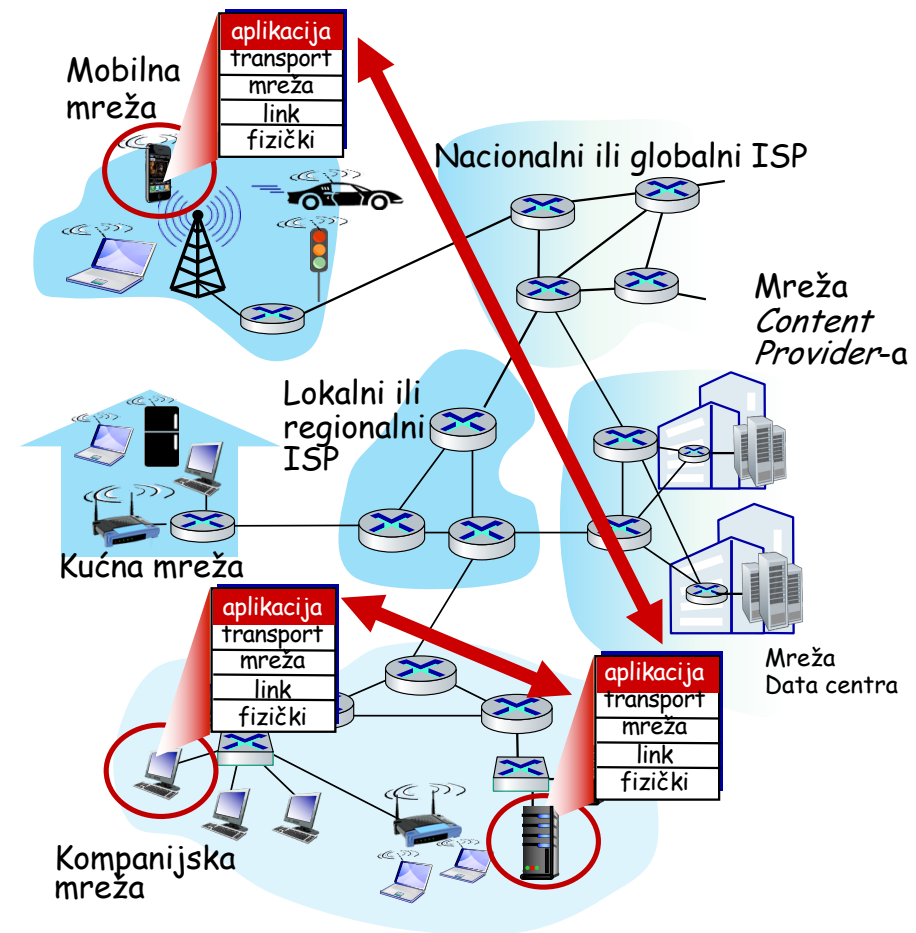 aplikacija
transport
mreža
link
fizički
Mobilna
mreža
Nacionalni ili globalni ISP
Mreža
Content
Provider-a
Lokalni ili
regionalni
ISP
Kućna mreža
aplikacija
transport
mreža
link
fizički
Mreža
Data centra
aplikacija
transport
mreža
link
fizički
Kompanijska
mreža